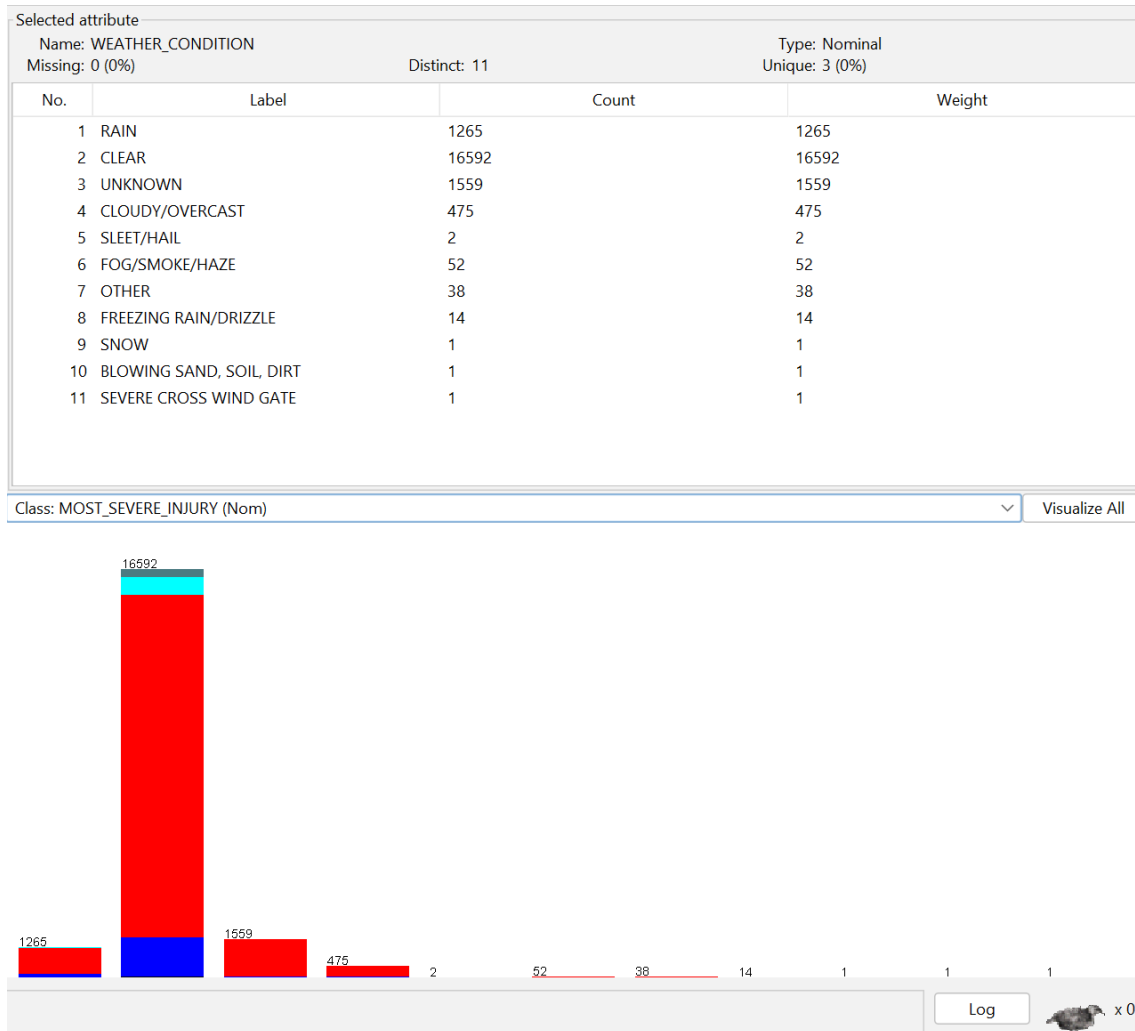 Selected attribute
Name: WEATHER_CONDITION Type: Nominal
Missing: 0 (0%) Distinct: 11 Unique: 3 (0%)
No. Label Count Weight
1 RAIN 1265 1265
2 CLEAR 16592 16592
3 UNKNOWN 1559 1559
4 CLOUDY/OVERCAST 475 475
5 SLEET/HAIL 2 2
6 FOG/SMOKE/HAZE 52 52
7 OTHER 38 38
8 FREEZING RAIN/DRIZZLE 14 14
9 SNOW 1 1
10 BLOWING SAND, SOIL, DIRT 1 1
11 SEVERE CROSS WIND GATE 1 1
Class: MOST_SEVERE_INJURY (Nom) Visualize All
16592
1265 1559 475 2 52 38 14 1 1 1
Log x 0